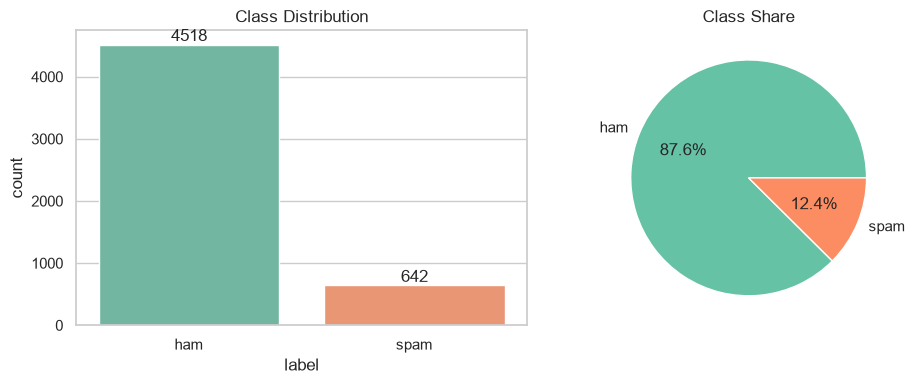 Class Distribution
4518
642
4000
3000
2000
1000
0
count
ham
spam
label
Class Share
ham
87.6%
12.4%
spam